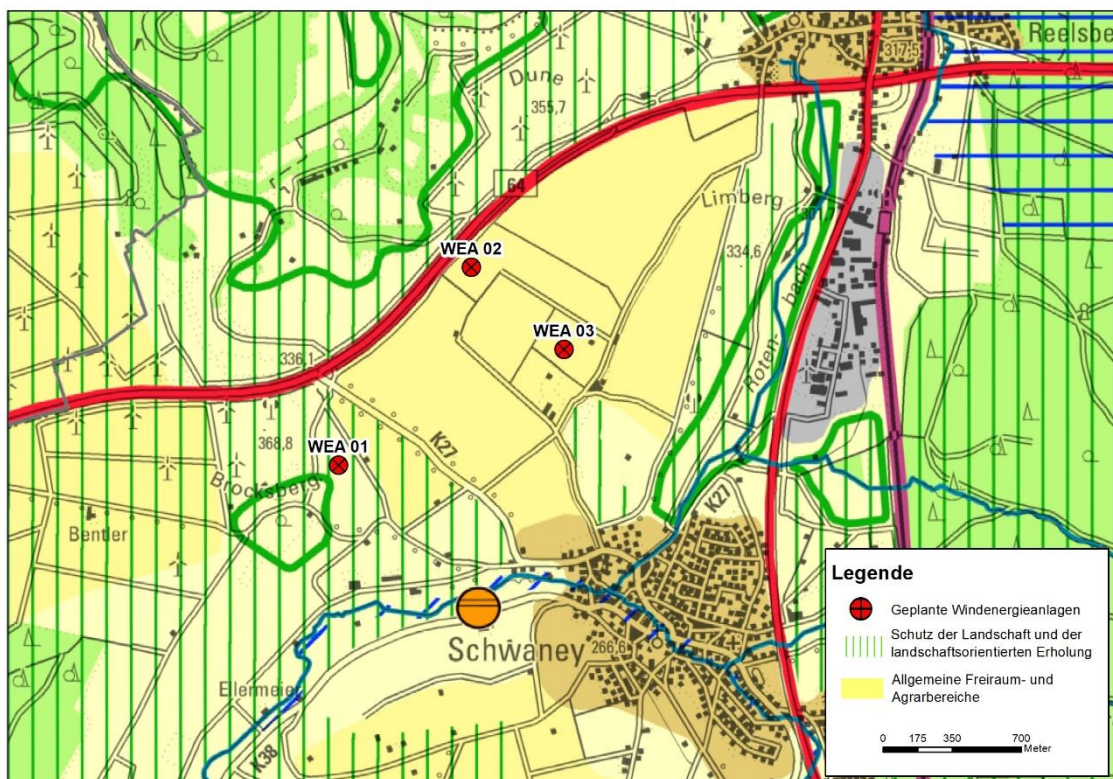 Reelsbe
317,5
Dune
355,7
64
Limberg
334,6
WEA 02
WEA 03
Roten-
bach
336,1
368,8
WEA 01
K27
Brocksberg
Bentler
K27
Schwaney
266,6
Ellermeier
K38
Legende
Geplante Windenergieanlagen
Schutz der Landschaft und der
landschaftsorientierten Erholung
Allgemeine Freiraum- und
Agrarbereiche
0 175 350 700
Meter